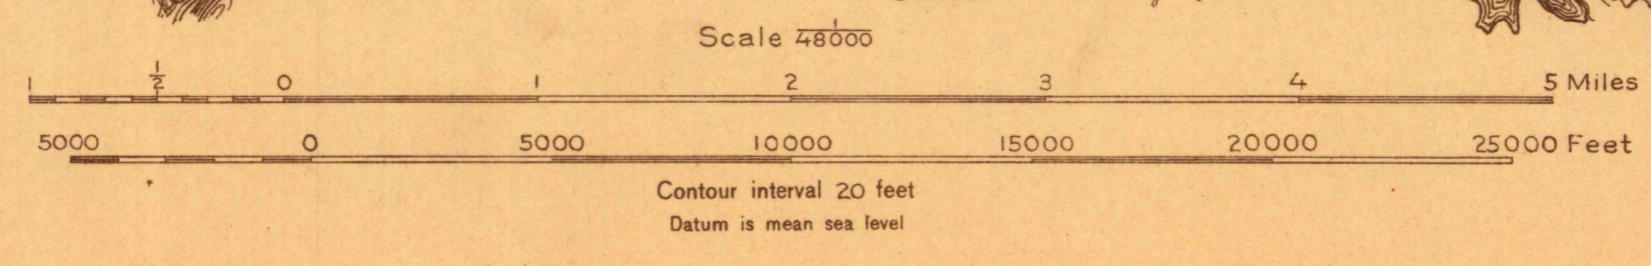 Scale 1/48000
1 1/2 0 1 2 3 4 5 Miles
5000 0 5000 10000 15000 20000 25000 Feet
Contour interval 20 feet
Datum is mean sea level